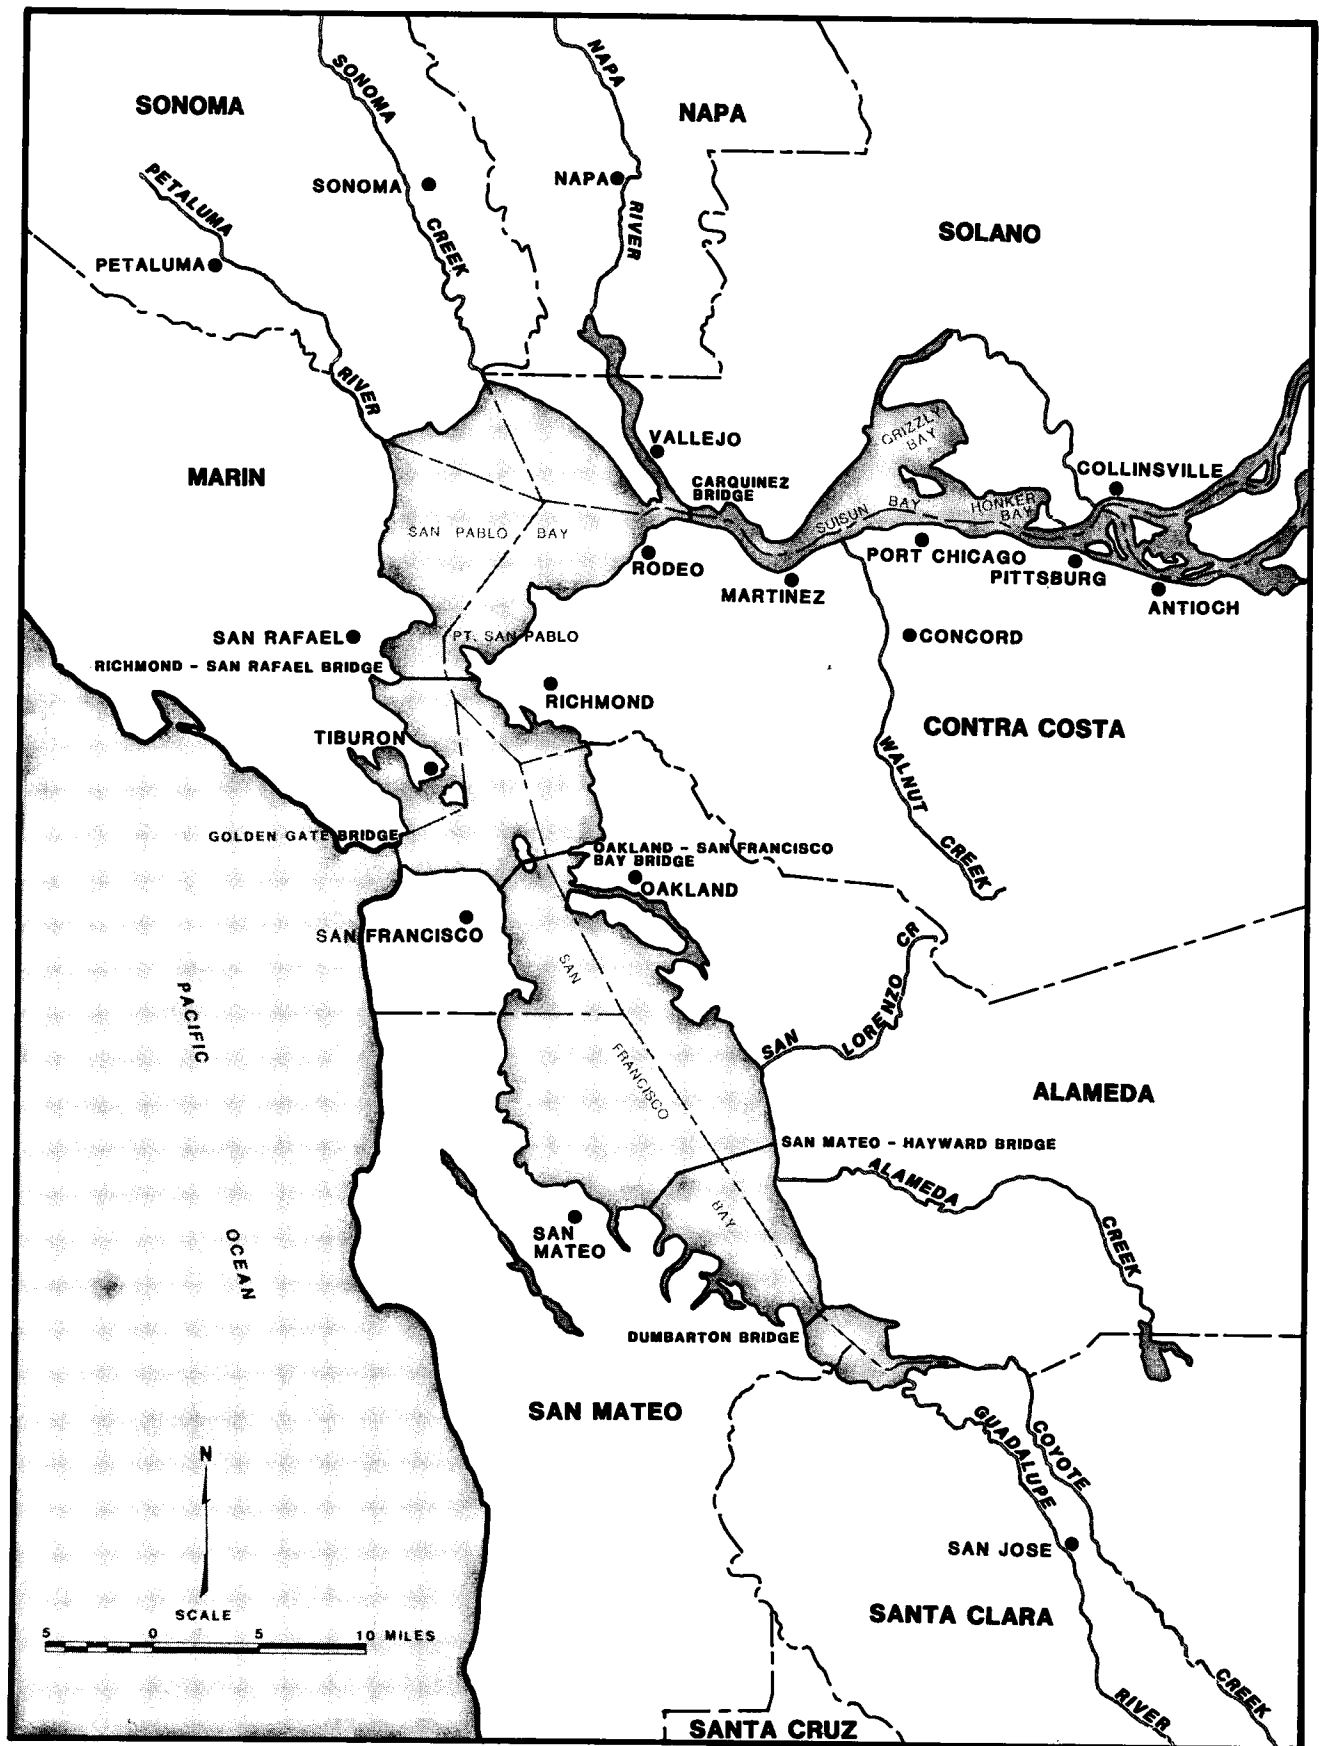 SONOMA
SONOMA
CREEK
NAPA
RIVER
NAPA
PETALUMA
RIVER
SONOMA
NAPA
SOLANO
PETALUMA
VALLEJO
GRIZZLY
BAY
CARQUINEZ
BRIDGE
COLLINSVILLE
MARIN
SUISUN BAY
HONKER
BAY
SAN PABLO BAY
PORT CHICAGO
RODEO
PITTSBURG
MARTINEZ
ANTIOCH
SAN RAFAEL
PT. SAN PABLO
CONCORD
RICHMOND - SAN RAFAEL BRIDGE
RICHMOND
CONTRA COSTA
TIBURON
WALNUT
CREEK
GOLDEN GATE BRIDGE
OAKLAND - SAN FRANCISCO
BAY BRIDGE
OAKLAND
SAN FRANCISCO
SAN LORENZO CR
SAN
FRANCISCO
BAY
PACIFIC
OCEAN
ALAMEDA
SAN MATEO - HAYWARD BRIDGE
ALAMEDA
CREEK
SAN
MATEO
DUMBARTON BRIDGE
SAN MATEO
GUADALUPE
RIVER
COYOTE
CREEK
N
SAN JOSE
SCALE
5 0 5 10 MILES
SANTA CLARA
SANTA CRUZ